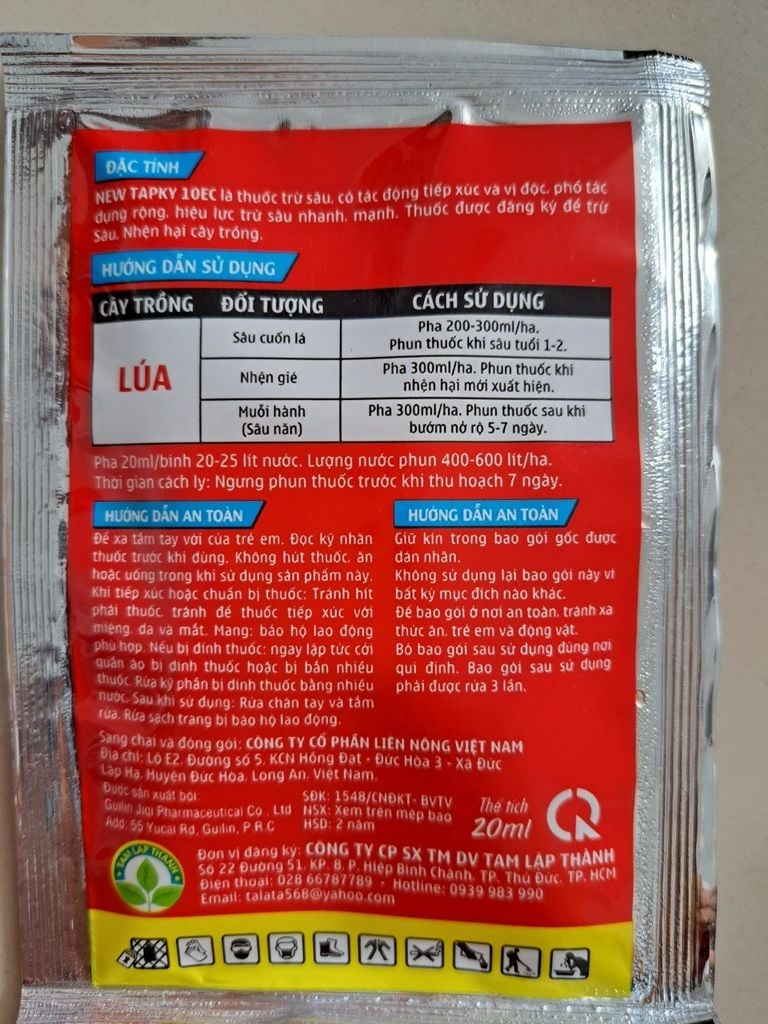 ĐẶC TÍNH
NEW TAPKY 10EC là thuốc trừ sâu, có tác động tiếp xúc và vị độc, phổ tác
dụng rộng, hiệu lực trừ sâu nhanh, mạnh. Thuốc được đăng ký để trừ
Sâu, Nhện hại cây trồng.
HƯỚNG DẪN SỬ DỤNG
CÂY TRỒNG ĐỐI TƯỢNG CÁCH SỬ DỤNG
LÚA
Sâu cuốn lá
Pha 200-300ml/ha.
Phun thuốc khi sâu tuổi 1-2.
Nhện gié
Pha 300ml/ha. Phun thuốc khi
nhện hại mới xuất hiện.
Muỗi hành
(Sâu năn)
Pha 300ml/ha. Phun thuốc sau khi
bướm nở rộ 5-7 ngày.
Pha 20ml/bình 20-25 lít nước. Lượng nước phun 400-600 lít/ha.
Thời gian cách ly: Ngưng phun thuốc trước khi thu hoạch 7 ngày.
HƯỚNG DẪN AN TOÀN
Để xa tầm tay với của trẻ em. Đọc kỹ nhãn
thuốc trước khi dùng. Không hút thuốc, ăn
hoặc uống trong khi sử dụng sản phẩm này.
Khi tiếp xúc hoặc chuẩn bị thuốc: Tránh hít
phải thuốc, tránh để thuốc tiếp xúc với
miệng, da và mắt. Mang: bảo hộ lao động
phù hợp. Nếu bị dính thuốc: ngay lập tức cởi
quần áo bị dính thuốc hoặc bị bắn nhiều
thuốc. Rửa kỹ phần bị dính thuốc bằng nhiều
nước. Sau khi sử dụng: Rửa chân tay và tắm
rửa. Rửa sạch trang bị bảo hộ lao động.
HƯỚNG DẪN AN TOÀN
Giữ kín trong bao gói gốc được
dán nhãn.
Không sử dụng lại bao gói này vì
bất kỳ mục đích nào khác.
Để bao gói ở nơi an toàn, tránh xa
thức ăn, trẻ em và động vật.
Bỏ bao gói sau sử dụng đúng nơi
qui định. Bao gói sau sử dụng
phải được rửa 3 lần.
Sang chai và đóng gói: CÔNG TY CỔ PHẦN LIÊN NÔNG VIỆT NAM
Địa chỉ: Lô E2, Đường số 5, KCN Hồng Đạt - Đức Hòa 3 - Xã Đức
Lập Hạ, Huyện Đức Hòa, Long An, Việt Nam.
Được sản xuất bởi:
Guilin Jiqi Pharmaceutical Co., Ltd
Add: 55 Yucai Rd, Guilin, P R C
SĐK: 1548/CNĐKT- BVTV
NSX: Xem trên mép bao
HSD: 2 năm
Thể tích
20ml
TAM LAP THANH
Đơn vị đăng ký: CÔNG TY CP SX TM DV TAM LẬP THÀNH
Số 22 Đường 51, KP. 8, P. Hiệp Bình Chánh, TP. Thủ Đức, TP. HCM
Điện thoại: 028 66787789 - Hotline: 0939 983 990
Email: talata568@yahoo.com